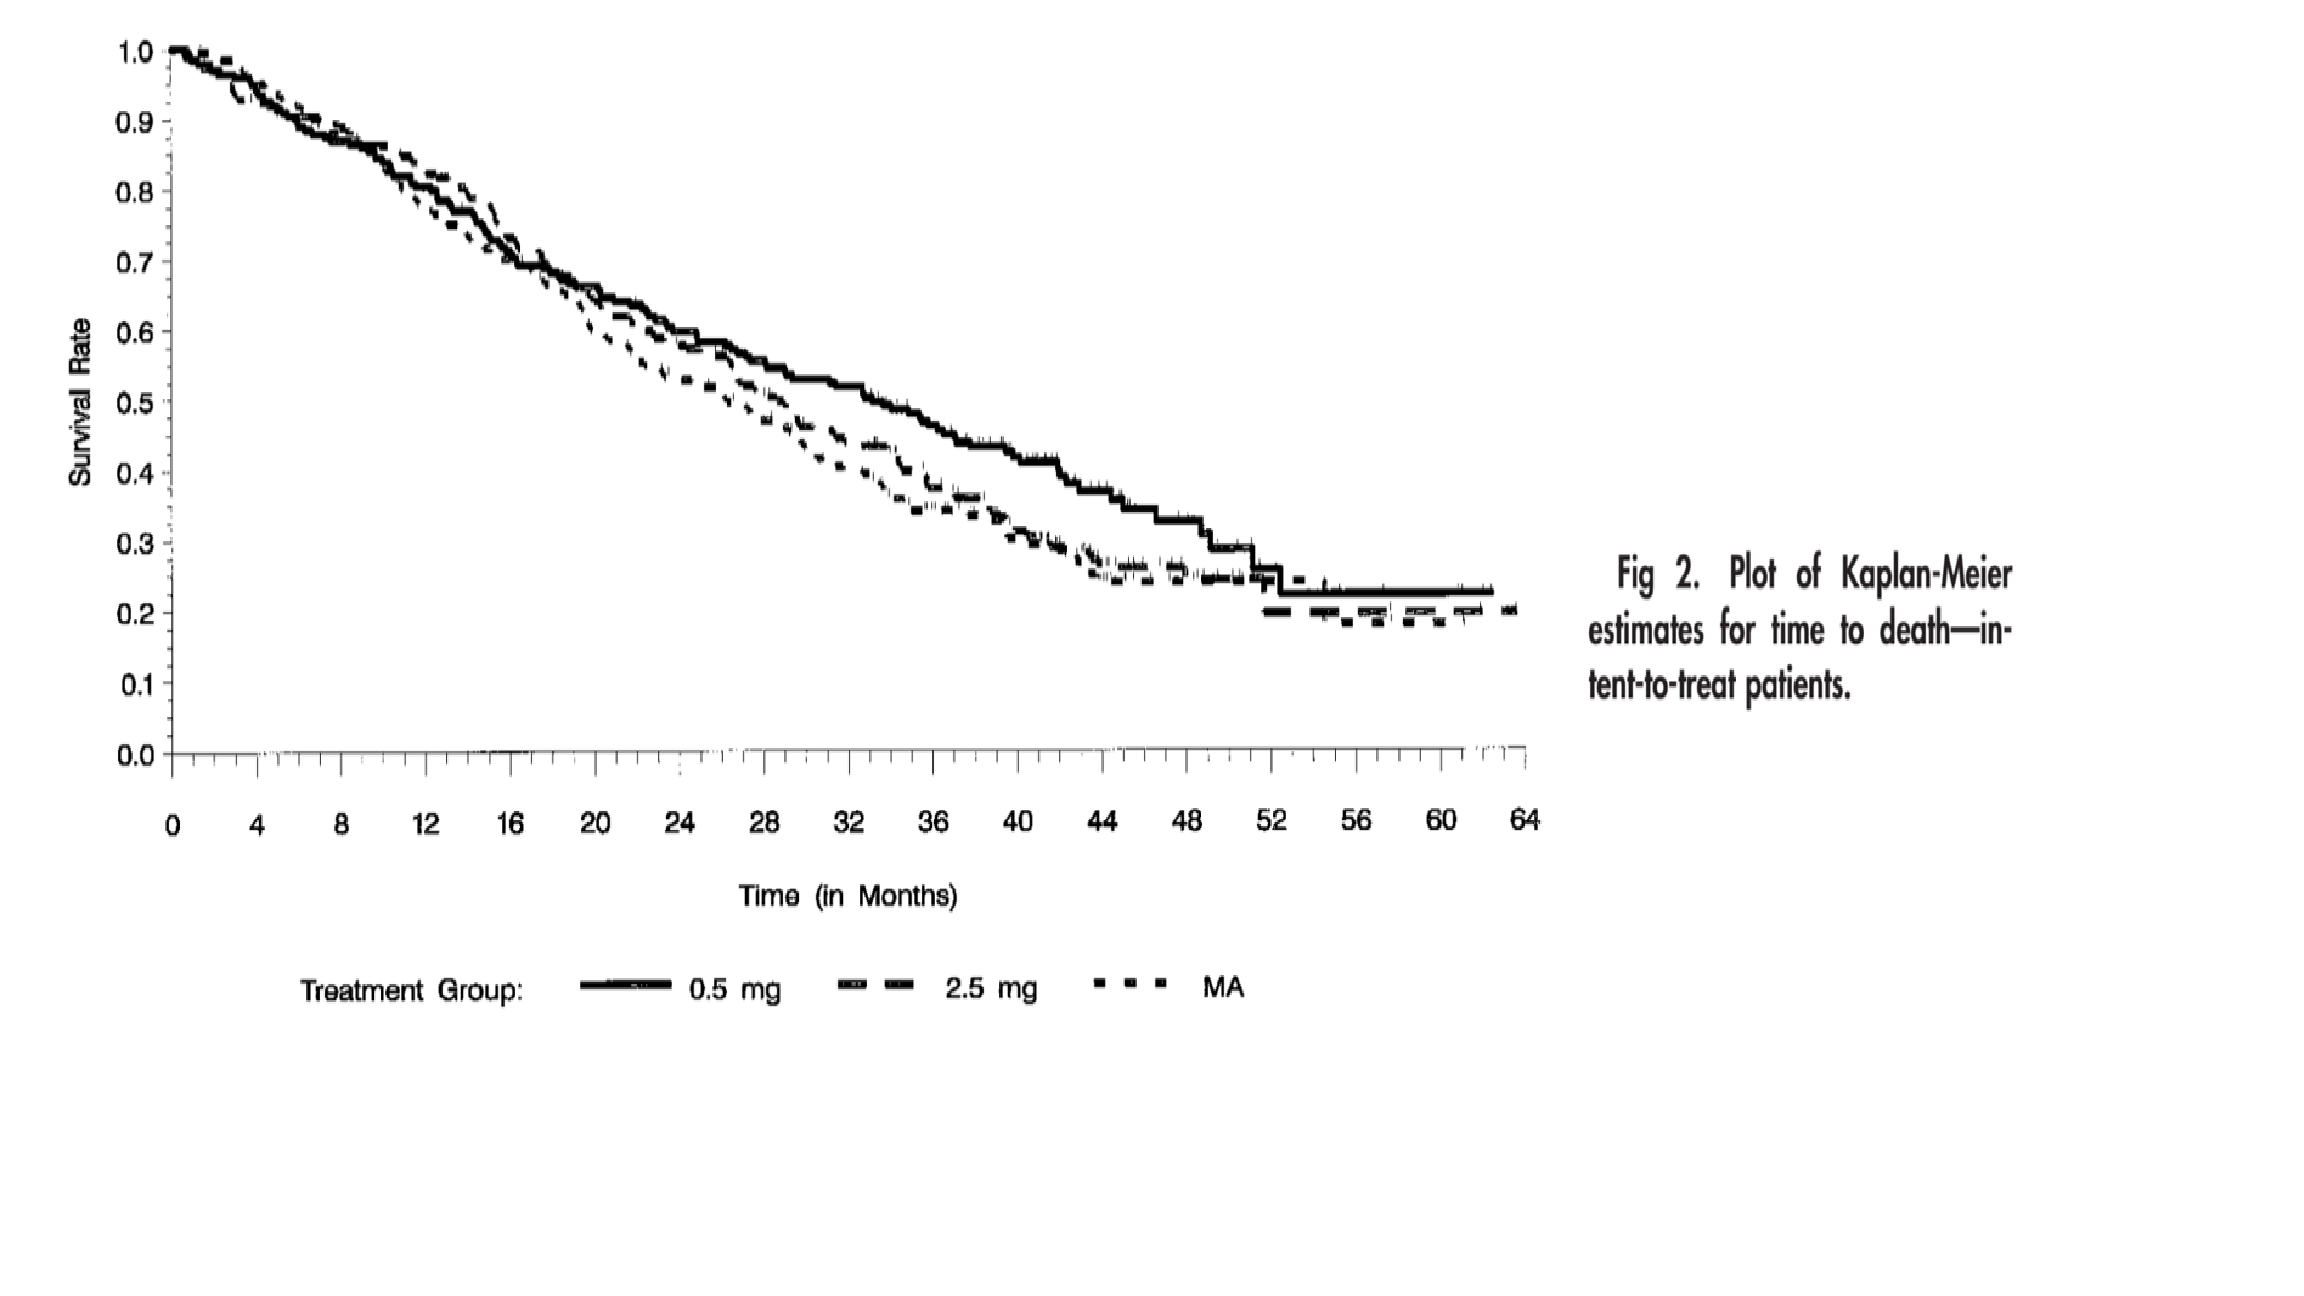 1.0
0.9
0.8
0.7
0.6
0.5
0.4
0.3
0.2
0.1
0.0
Survival Rate
0 4 8 12 16 20 24 28 32 36 40 44 48 52 56 60 64
Time (in Months)
Treatment Group: 0.5 mg 2.5 mg MA
Fig 2. Plot of Kaplan-Meier
estimates for time to death—in-
tent-to-treat patients.